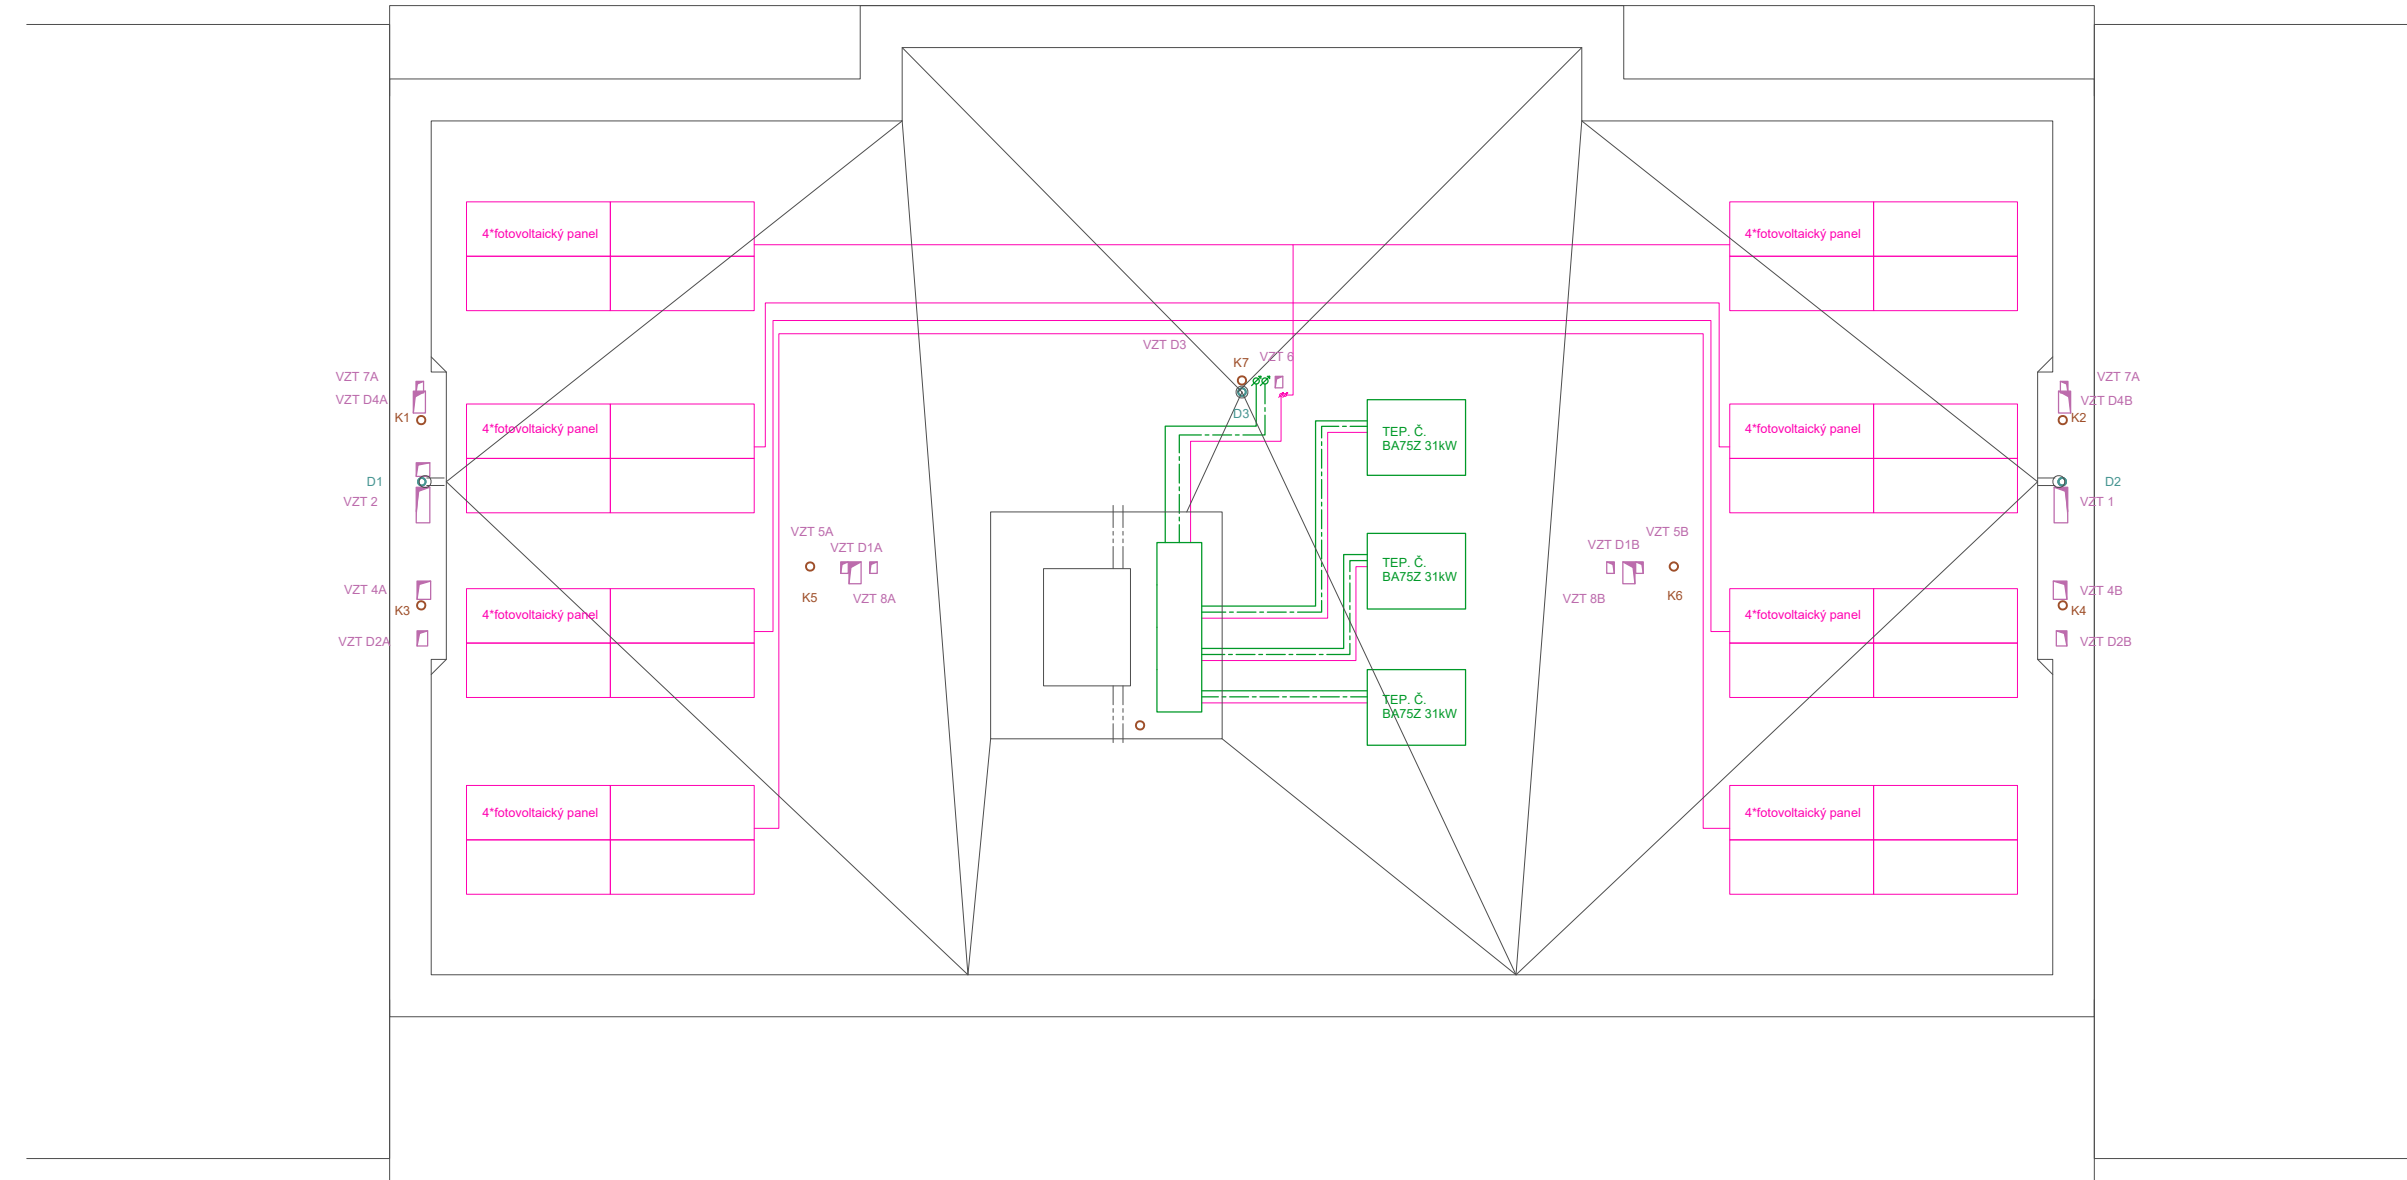 4*fotovoltaický panel
4*fotovoltaický panel
VZT D3
K7
VZT 6
VZT 7A
VZT D4A
K1
D3
VZT 7A
VZT D4B
K2
4*fotovoltaický panel
TEP. Č.
BA75Z 31kW
4*fotovoltaický panel
D1
VZT 2
D2
VZT 1
VZT 5A
VZT D1A
K5
VZT 8A
VZT 5B
VZT D1B
VZT 8B
K6
TEP. Č.
BA75Z 31kW
VZT 4A
K3
VZT D2A
4*fotovoltaický panel
4*fotovoltaický panel
VZT 4B
K4
VZT D2B
TEP. Č.
BA75Z 31kW
4*fotovoltaický panel
4*fotovoltaický panel